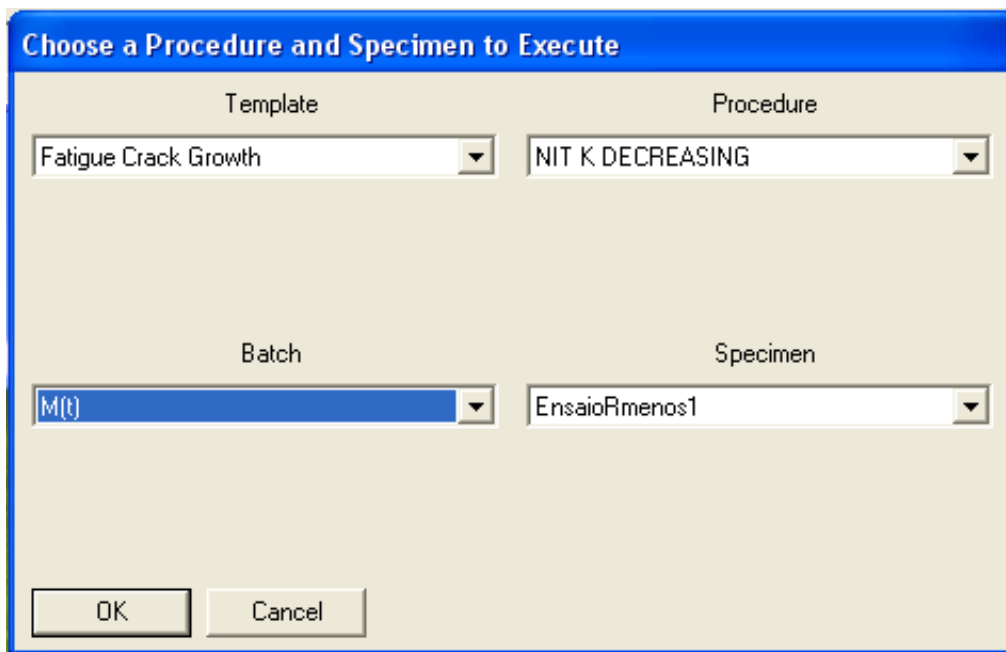 Choose a Procedure and Specimen to Execute
Template
Procedure
Fatigue Crack Growth
NIT K DECREASING
Batch
Specimen
M(t)
EnsaioRmenos1
OK
Cancel